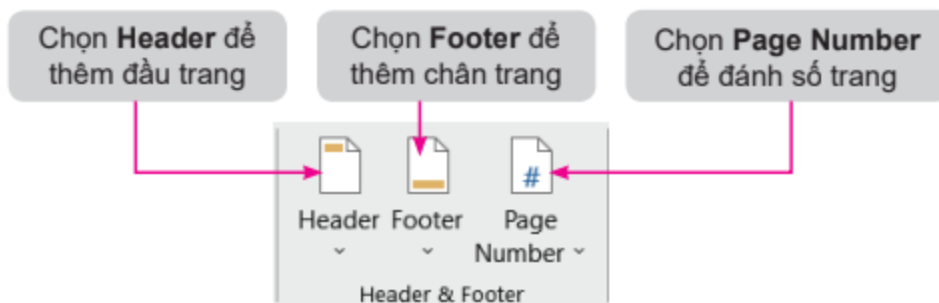 Chọn Header để
thêm đầu trang
Chọn Footer để
thêm chân trang
Chọn Page Number
để đánh số trang
#
Header
Footer
Page
Number
Header & Footer